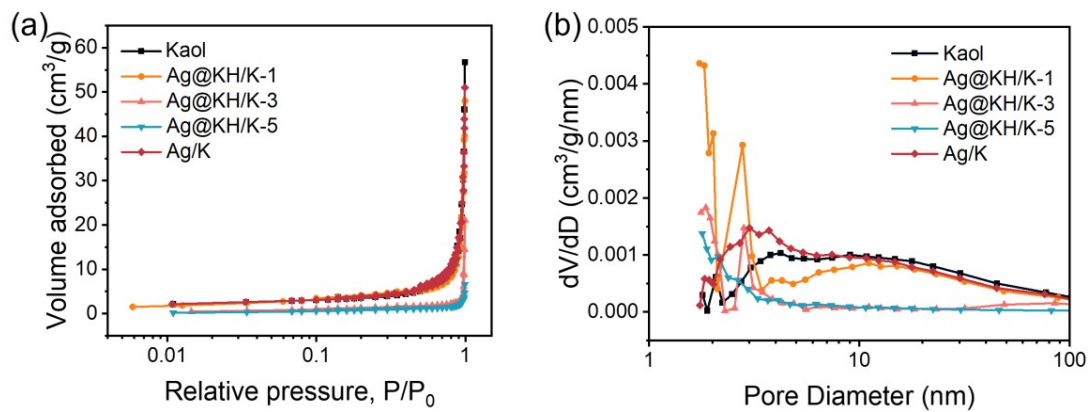 (a)
Volume adsorbed (cm³/g)
60
50
40
30
20
10
0
Kaol
Ag@KH/K-1
Ag@KH/K-3
Ag@KH/K-5
Ag/K
0.01
0.1
1
Relative pressure, P/P₀
(b)
dV/dD (cm³/g/nm)
0.005
0.004
0.003
0.002
0.001
0.000
Kaol
Ag@KH/K-1
Ag@KH/K-3
Ag@KH/K-5
Ag/K
1
10
100
Pore Diameter (nm)